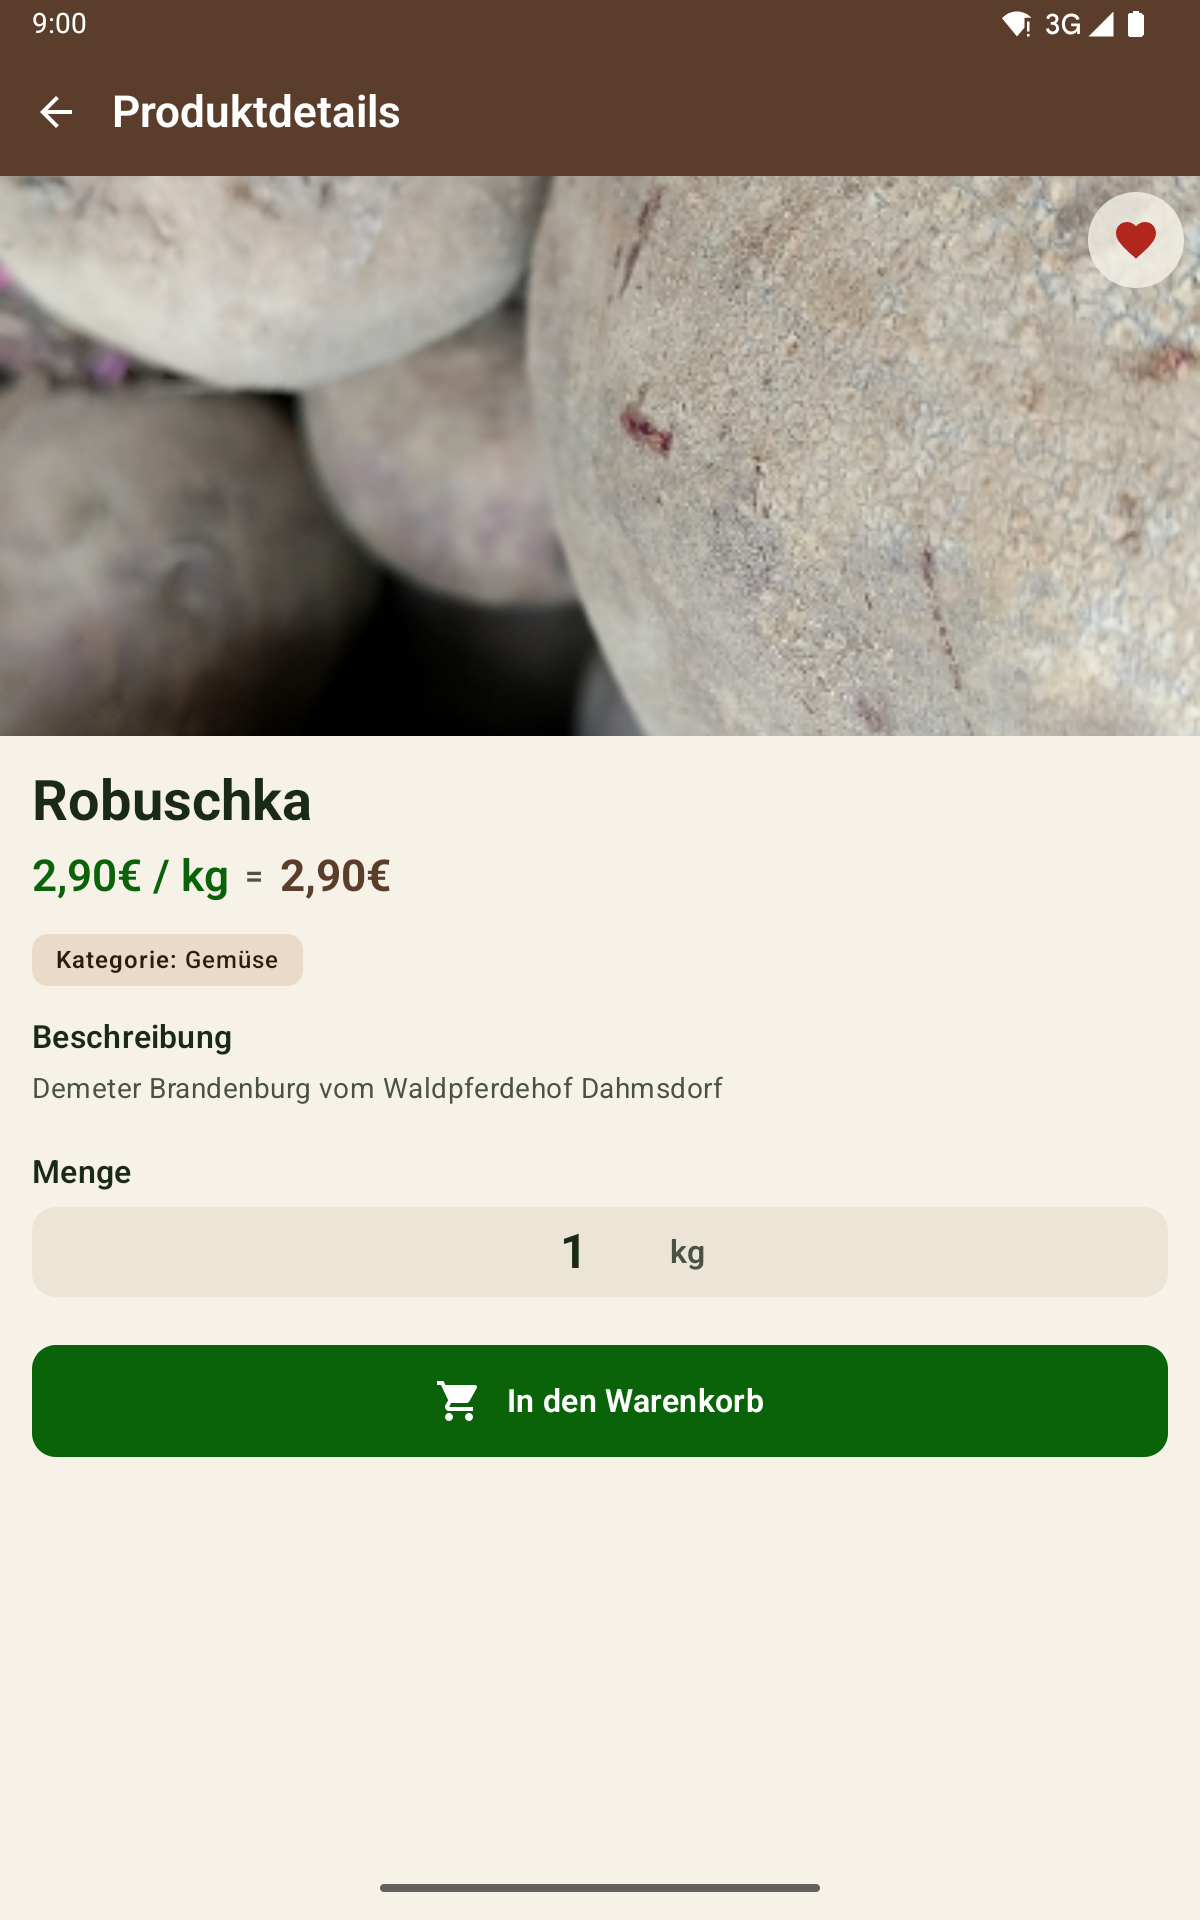 9:00
3G
Produktdetails
Robuschka
2,90€ / kg = 2,90€
Kategorie: Gemüse
Beschreibung
Demeter Brandenburg vom Waldpferdehof Dahmsdorf
Menge
1 kg
In den Warenkorb